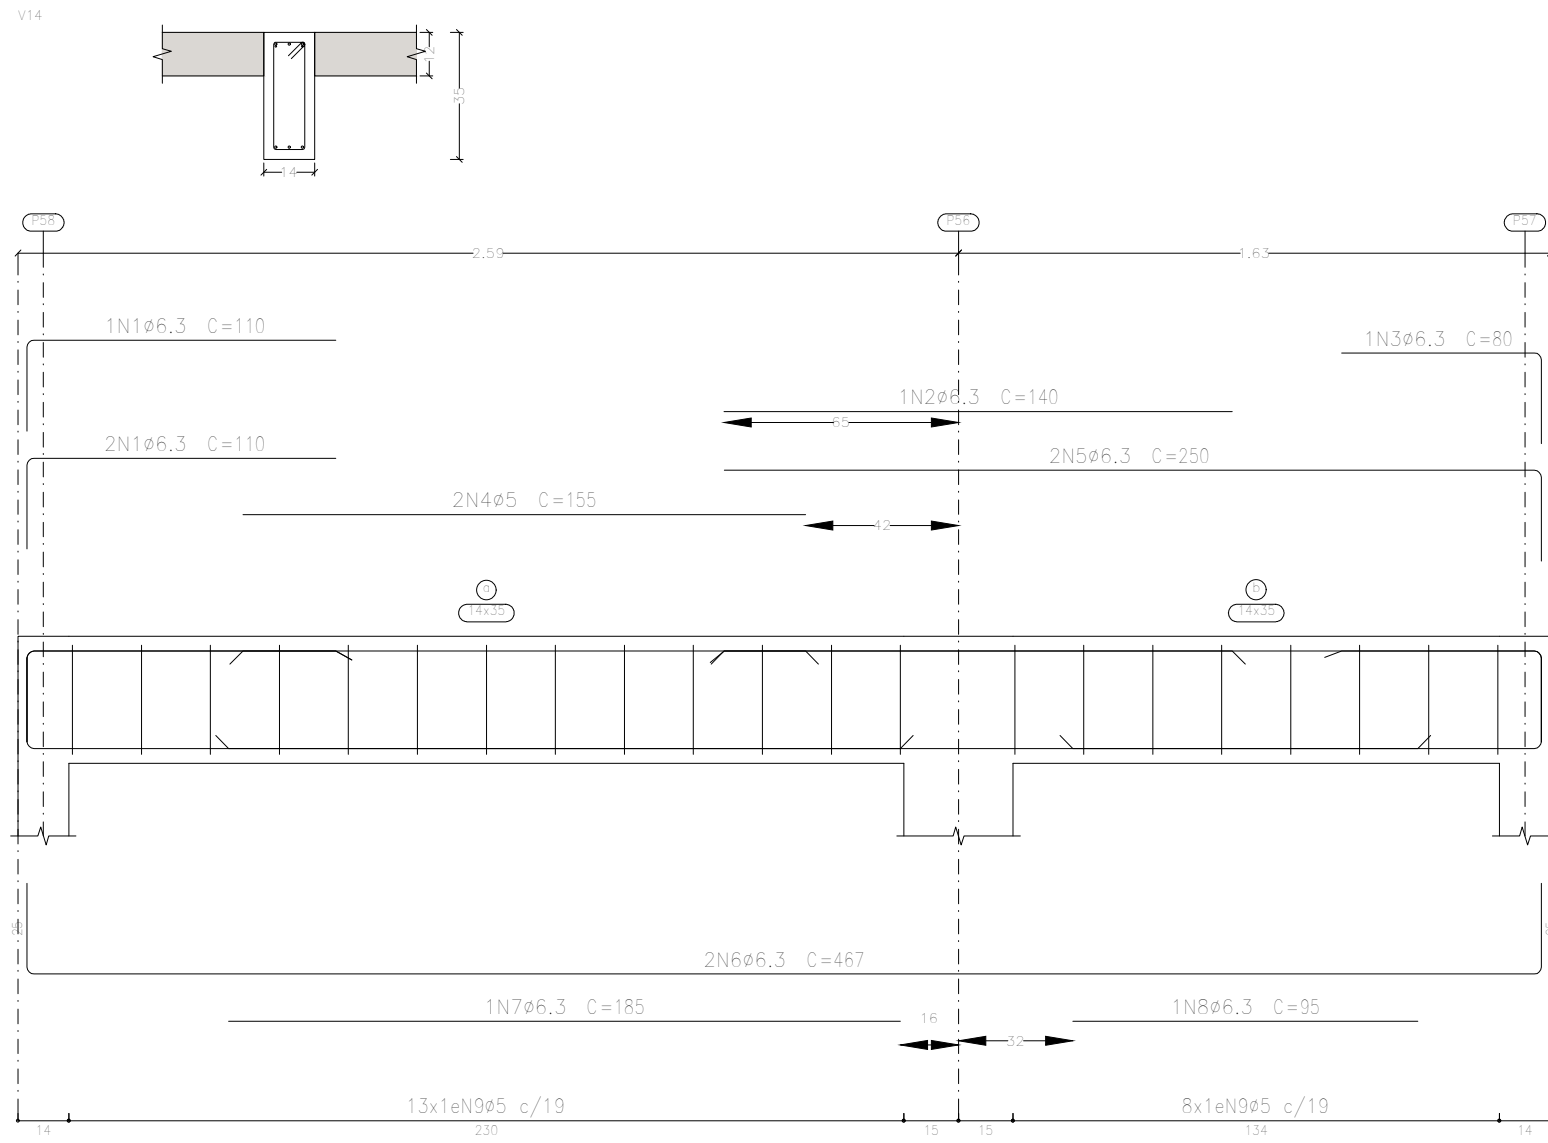 V14
12
35
14
P58 P56 P57
2.59 1.63
1N1ø6.3 C=110
1N3ø6.3 C=80
1N2ø6.3 C=140
65
2N1ø6.3 C=110
2N5ø6.3 C=250
2N4ø5 C=155
42
a b
14x35 14x35
26
2N6ø6.3 C=467
1N7ø6.3 C=185
1N8ø6.3 C=95
16
32
13x1eN9ø5 c/19 8x1eN9ø5 c/19
14 230 15 15 134 14